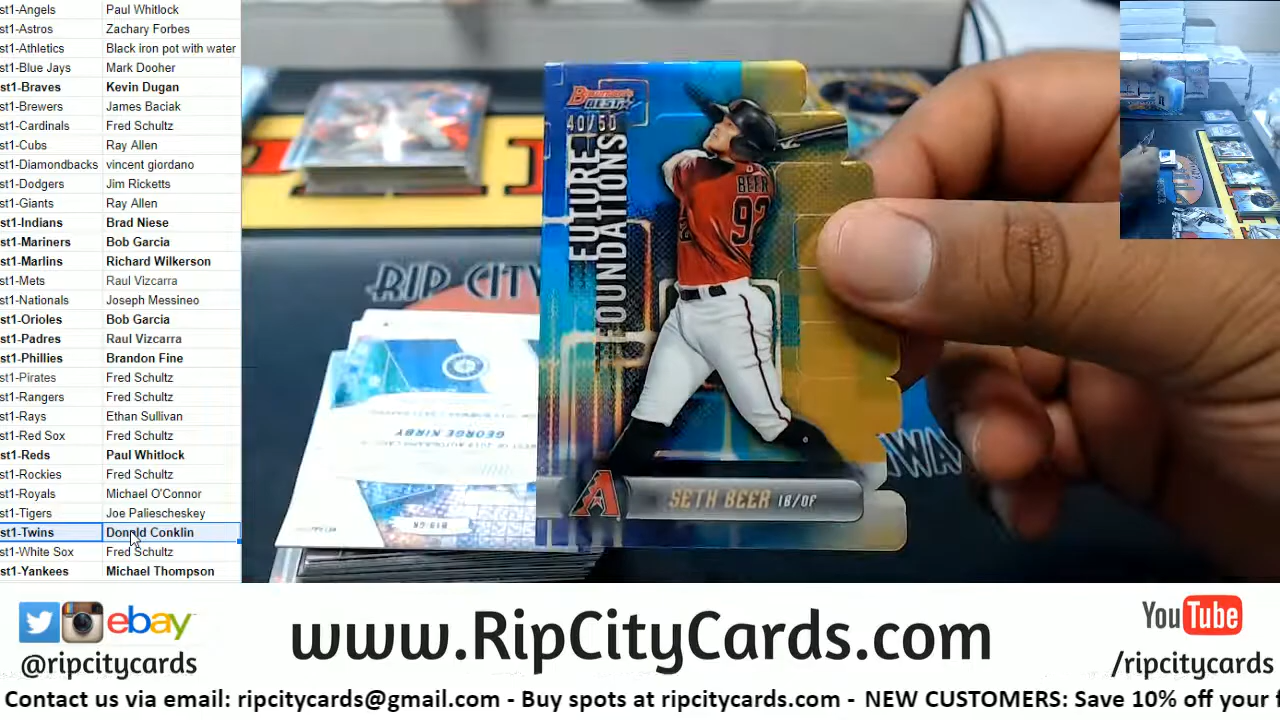 st1-Angels Paul Whitlock
st1-Astros Zachary Forbes
st1-Athletics Black iron pot with water
st1-Blue Jays Mark Dooher
st1-Braves Kevin Dugan
st1-Brewers James Baciak
st1-Cardinals Fred Schultz
st1-Cubs Ray Allen
st1-Diamondbacks vincent giordano
st1-Dodgers Jim Ricketts
st1-Giants Ray Allen
st1-Indians Brad Niese
st1-Mariners Bob Garcia
st1-Marlins Richard Wilkerson
st1-Mets Raul Vizcarra
st1-Nationals Joseph Messineo
st1-Orioles Bob Garcia
st1-Padres Raul Vizcarra
st1-Phillies Brandon Fine
st1-Pirates Fred Schultz
st1-Rangers Fred Schultz
st1-Rays Ethan Sullivan
st1-Red Sox Fred Schultz
st1-Reds Paul Whitlock
st1-Rockies Fred Schultz
st1-Royals Michael O'Connor
st1-Tigers Joe Paliescheskey
st1-Twins Donald Conklin
st1-White Sox Fred Schultz
st1-Yankees Michael Thompson
BOWMAN'S
BEST
40/50
FUTURE
FOUNDATIONS
BEER
92
A
SETH BEER 1B/OF
RIP CITY
GEORGE KIRBY
B19-GK
ebay
@ripcitycards
www.RipCityCards.com
YouTube
/ripcitycards
Contact us via email: ripcitycards@gmail.com - Buy spots at ripcitycards.com - NEW CUSTOMERS: Save 10% off your f